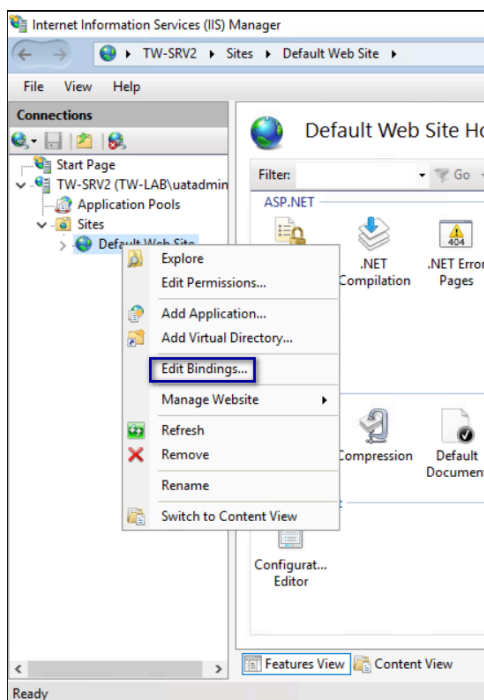 Internet Information Services (IIS) Manager
TW-SRV2 Sites Default Web Site
File View Help
Connections
Start Page
TW-SRV2 (TW-LAB\uatadmin
Application Pools
Sites
Default Web Site
Default Web Site Ho
Filter: Go
ASP.NET
.NET Compilation
.NET Error Pages
404
Explore
Edit Permissions...
Add Application...
Add Virtual Directory...
Edit Bindings...
Manage Website
Refresh
Remove
Rename
Switch to Content View
Compression
Default Documen
Configurat...
Editor
Features View Content View
Ready